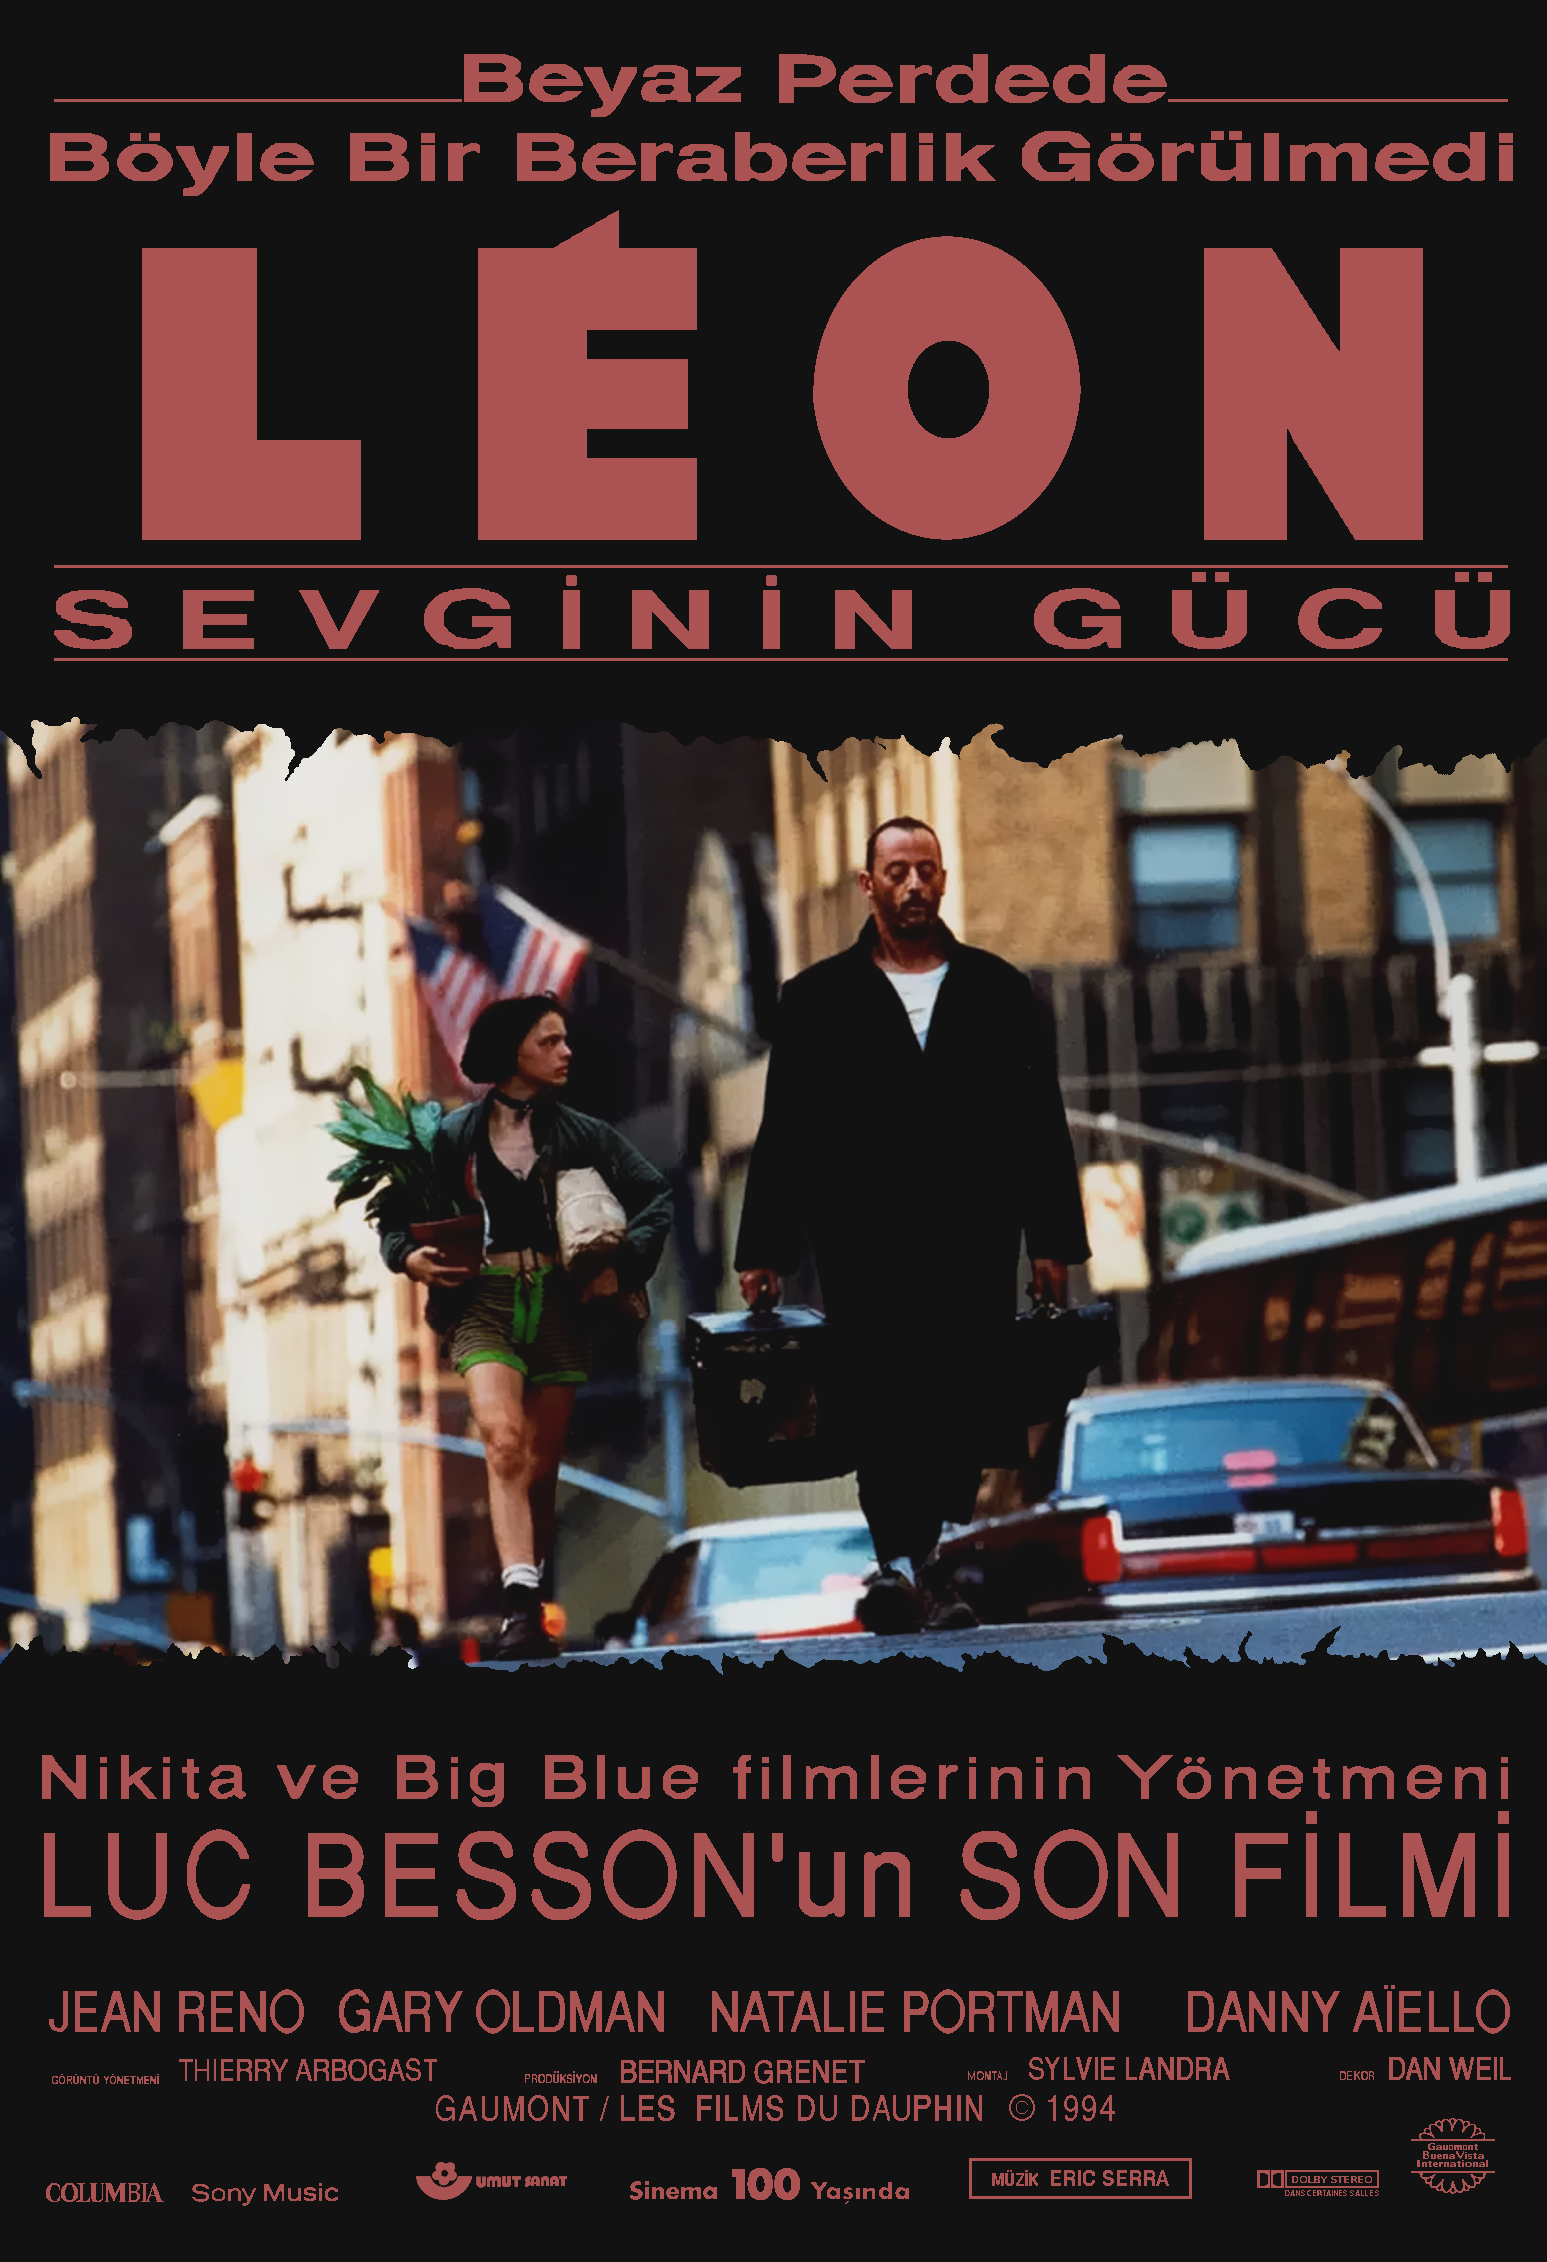 Beyaz Perdede
Böyle Bir Beraberlik Görülmedi
LÉON
SEVGİNİN GÜCÜ
Nikita ve Big Blue filmlerinin Yönetmeni
LUC BESSON'un SON FİLMİ
JEAN RENO GARY OLDMAN NATALIE PORTMAN DANNY AÏELLO
GÖRÜNTÜ YÖNETMENİ THIERRY ARBOGAST PRODÜKSİYON BERNARD GRENET MONTAJ SYLVIE LANDRA DEKOR DAN WEIL
GAUMONT / LES FILMS DU DAUPHIN © 1994
COLUMBIA Sony Music UMUT SANAT Sinema 100 Yaşında MÜZİK ERIC SERRA DOLBY STEREO
DANS CERTAINES SALLES
Gauomont
BuenaVista
International